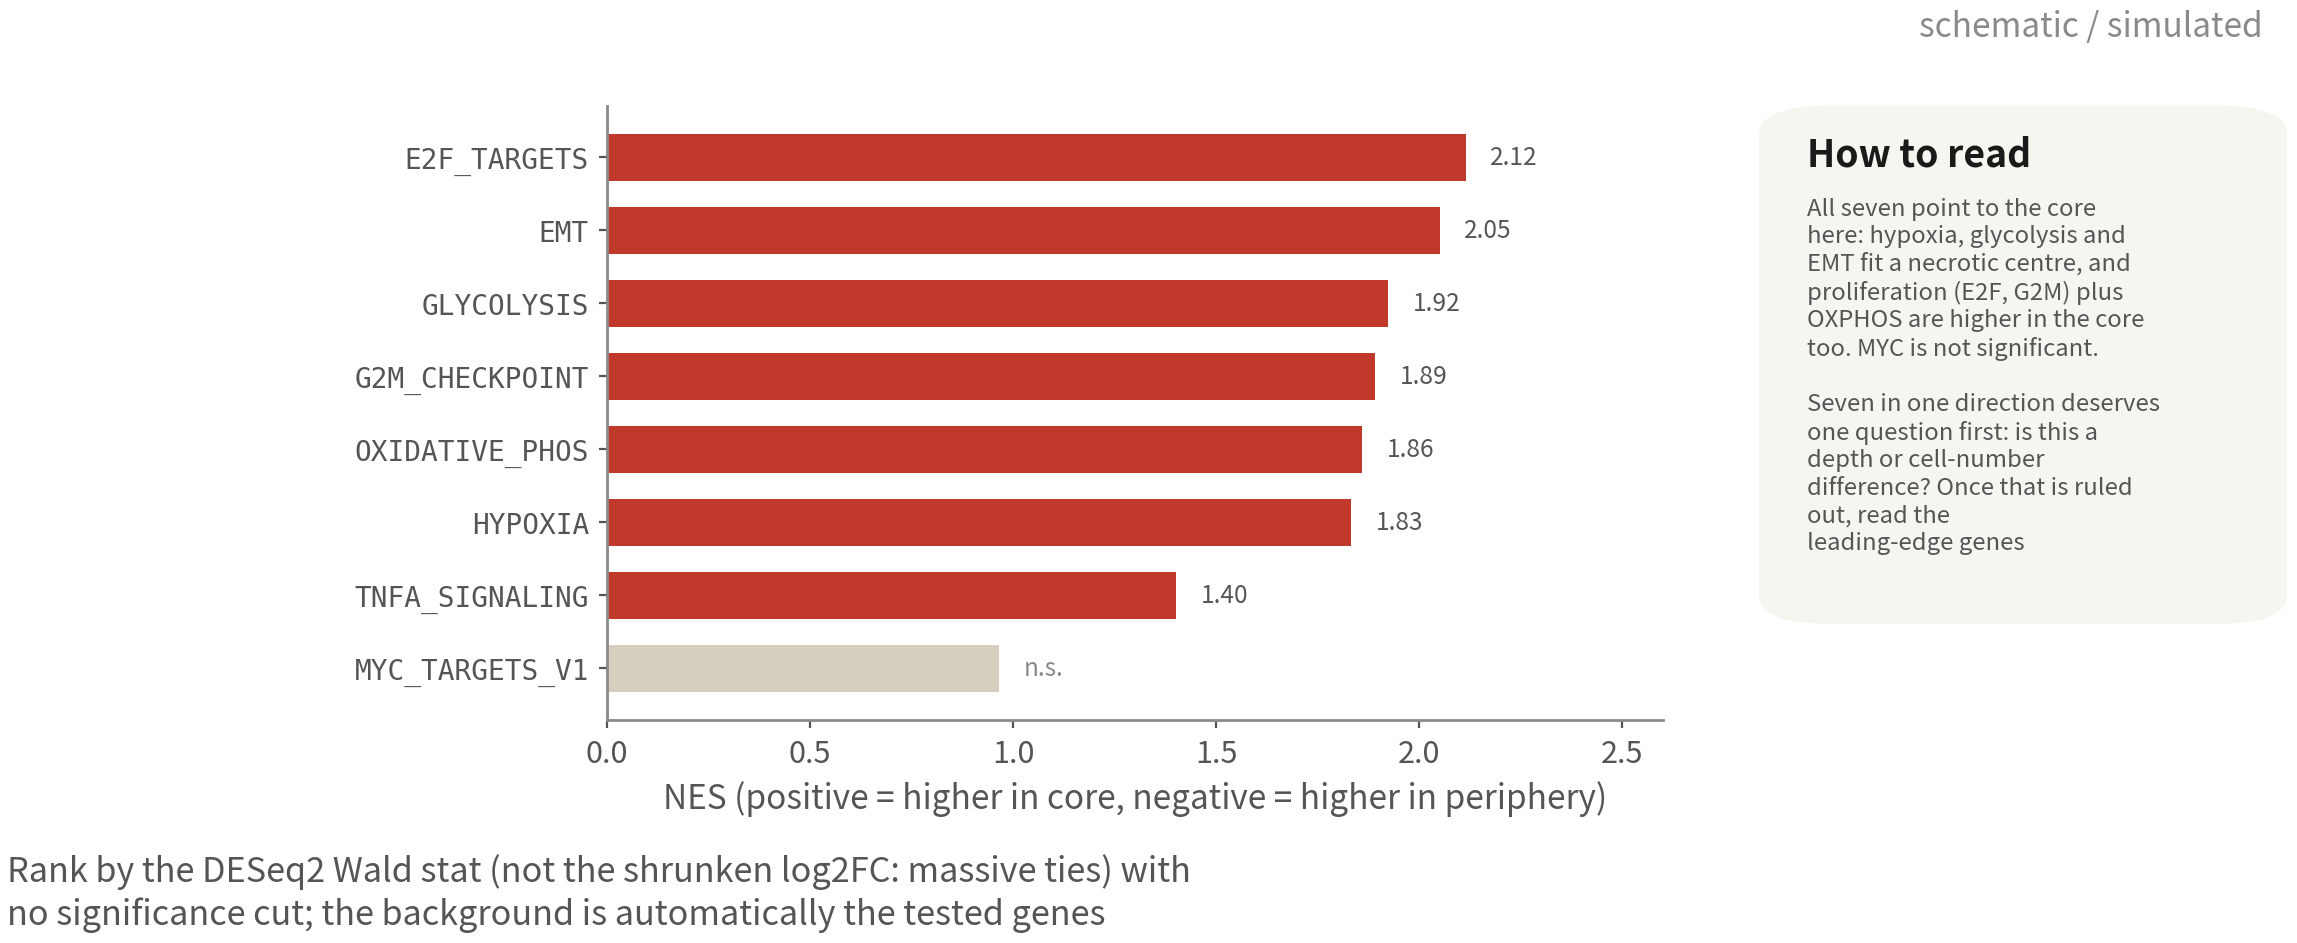 schematic / simulated
E2F_TARGETS
2.12
EMT
2.05
GLYCOLYSIS
1.92
G2M_CHECKPOINT
1.89
OXIDATIVE_PHOS
1.86
HYPOXIA
1.83
TNFA_SIGNALING
1.40
MYC_TARGETS_V1
n.s.
0.0
0.5
1.0
1.5
2.0
2.5
NES (positive = higher in core, negative = higher in periphery)
How to read
All seven point to the core
here: hypoxia, glycolysis and
EMT fit a necrotic centre, and
proliferation (E2F, G2M) plus
OXPHOS are higher in the core
too. MYC is not significant.
Seven in one direction deserves
one question first: is this a
depth or cell-number
difference? Once that is ruled
out, read the
leading-edge genes
Rank by the DESeq2 Wald stat (not the shrunken log2FC: massive ties) with
no significance cut; the background is automatically the tested genes